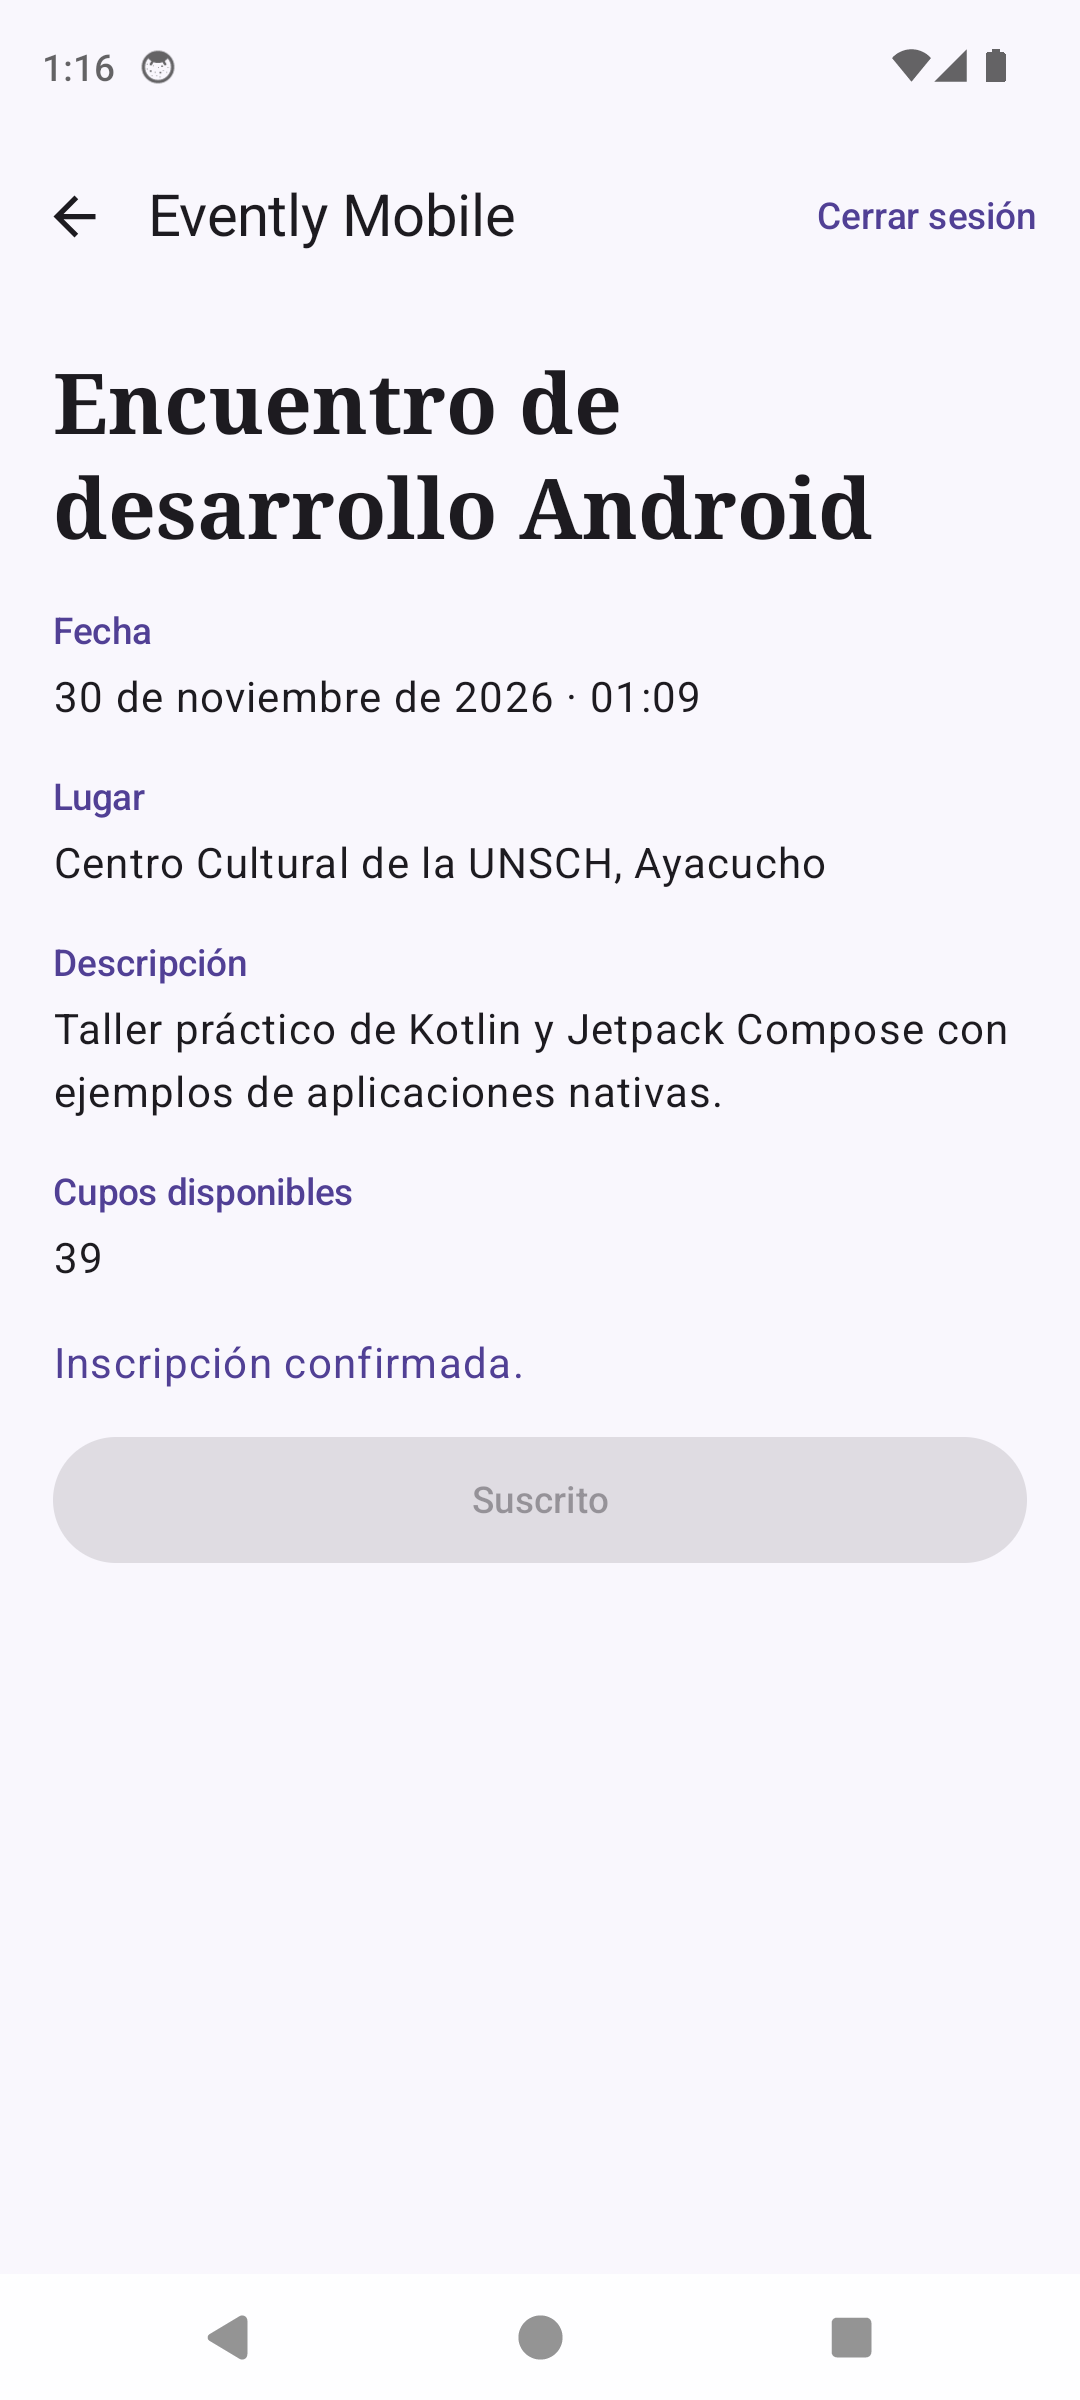 1:16
Evently Mobile
Cerrar sesión
Encuentro de
desarrollo Android
Fecha
30 de noviembre de 2026 · 01:09
Lugar
Centro Cultural de la UNSCH, Ayacucho
Descripción
Taller práctico de Kotlin y Jetpack Compose con
ejemplos de aplicaciones nativas.
Cupos disponibles
39
Inscripción confirmada.
Suscrito